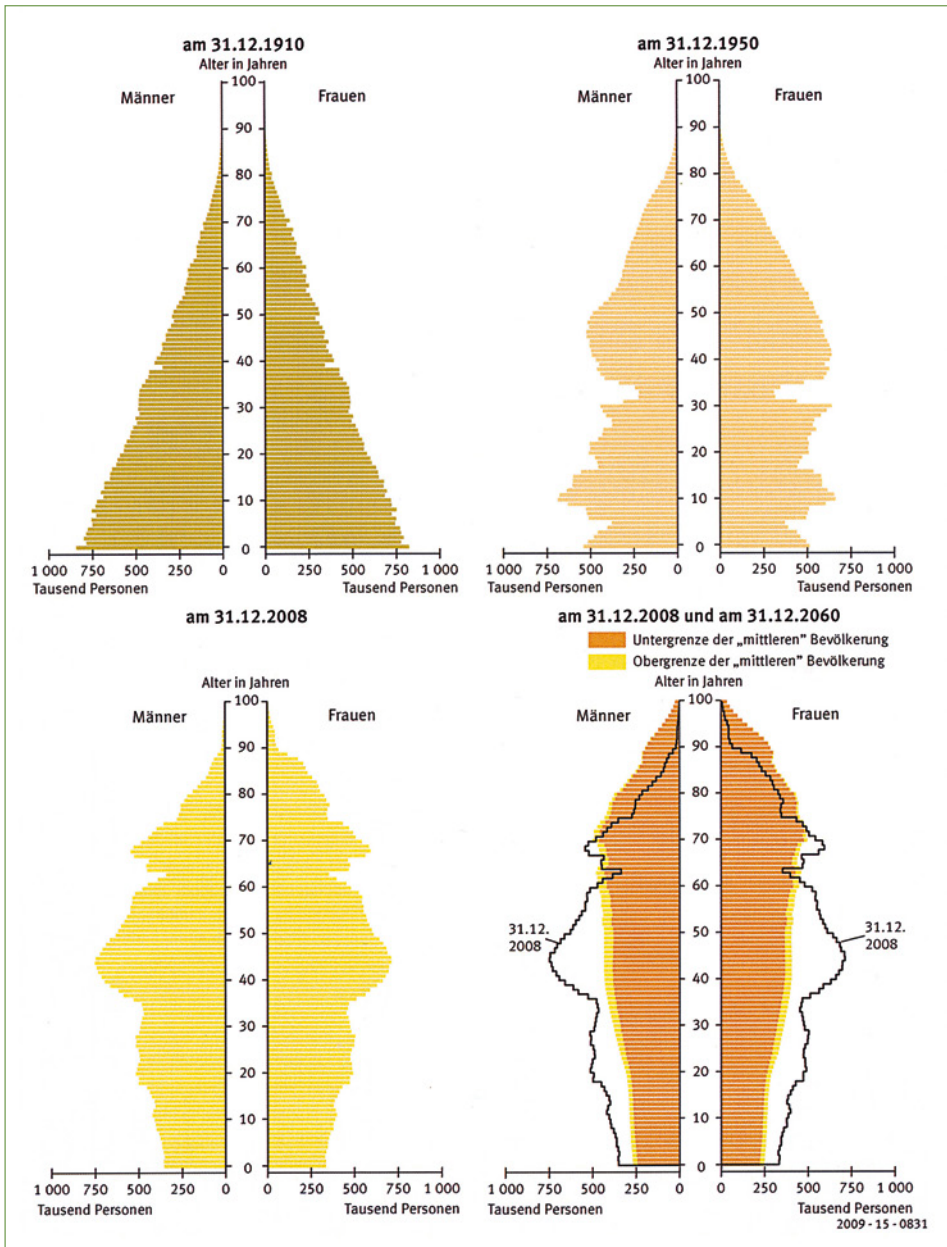 am 31.12.1910
Alter in Jahren
100
Männer
Frauen
90
80
70
60
50
40
30
20
10
0
1 000 750 500 250 0
0 250 500 750 1 000
Tausend Personen
Tausend Personen
am 31.12.1950
Alter in Jahren
100
Männer
Frauen
90
80
70
60
50
40
30
20
10
0
1 000 750 500 250 0
0 250 500 750 1 000
Tausend Personen
Tausend Personen
am 31.12.2008
Alter in Jahren
100
Männer
Frauen
90
80
70
60
50
40
30
20
10
0
1 000 750 500 250 0
0 250 500 750 1 000
Tausend Personen
Tausend Personen
am 31.12.2008 und am 31.12.2060
Untergrenze der „mittleren” Bevölkerung
Obergrenze der „mittleren” Bevölkerung
Alter in Jahren
100
Männer
Frauen
90
80
70
60
50
31.12.
2008
31.12.
2008
40
30
20
10
0
1 000 750 500 250 0
0 250 500 750 1 000
Tausend Personen
Tausend Personen
2009 - 15 - 0831